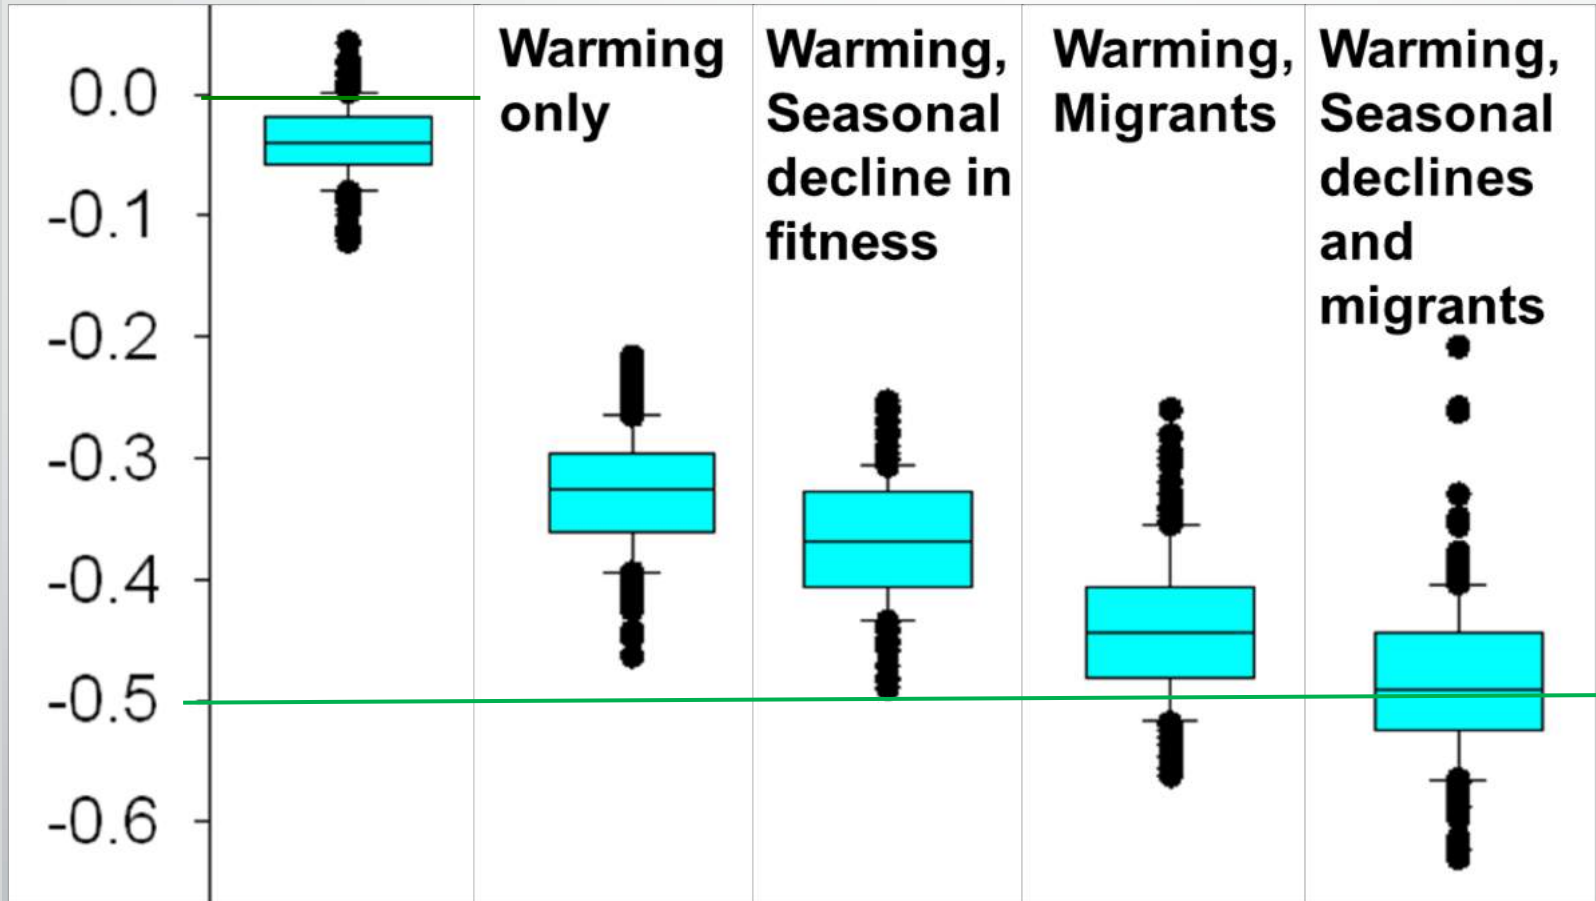 0.0
-0.1
-0.2
-0.3
-0.4
-0.5
-0.6
Warming
only
Warming,
Seasonal
decline in
fitness
Warming,
Migrants
Warming,
Seasonal
declines
and
migrants